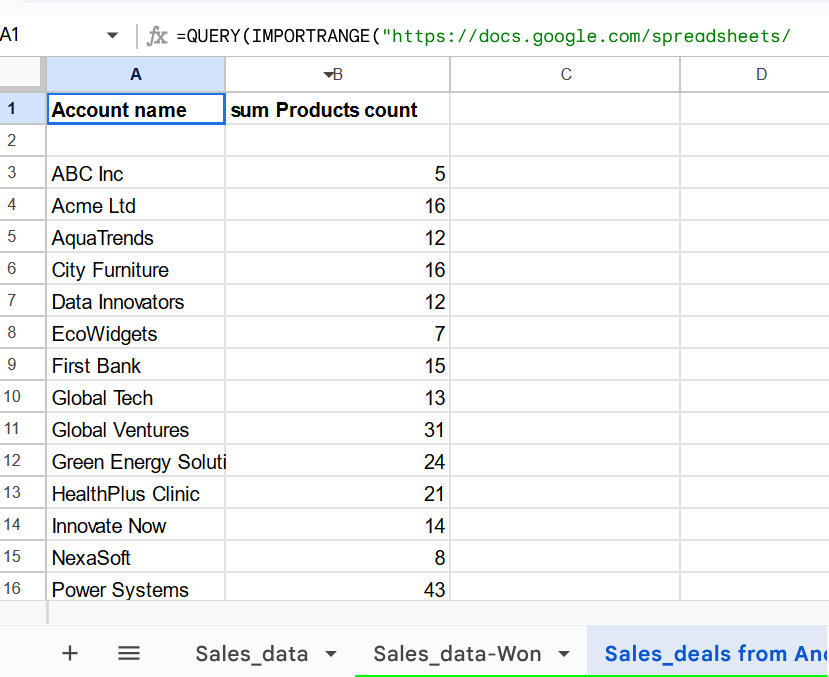 A1 fx =QUERY(IMPORTRANGE("https://docs.google.com/spreadsheets/
A B C D
1 Account name sum Products count
2
3 ABC Inc 5
4 Acme Ltd 16
5 AquaTrends 12
6 City Furniture 16
7 Data Innovators 12
8 EcoWidgets 7
9 First Bank 15
10 Global Tech 13
11 Global Ventures 31
12 Green Energy Soluti 24
13 HealthPlus Clinic 21
14 Innovate Now 14
15 NexaSoft 8
16 Power Systems 43
Sales_data Sales_data-Won Sales_deals from